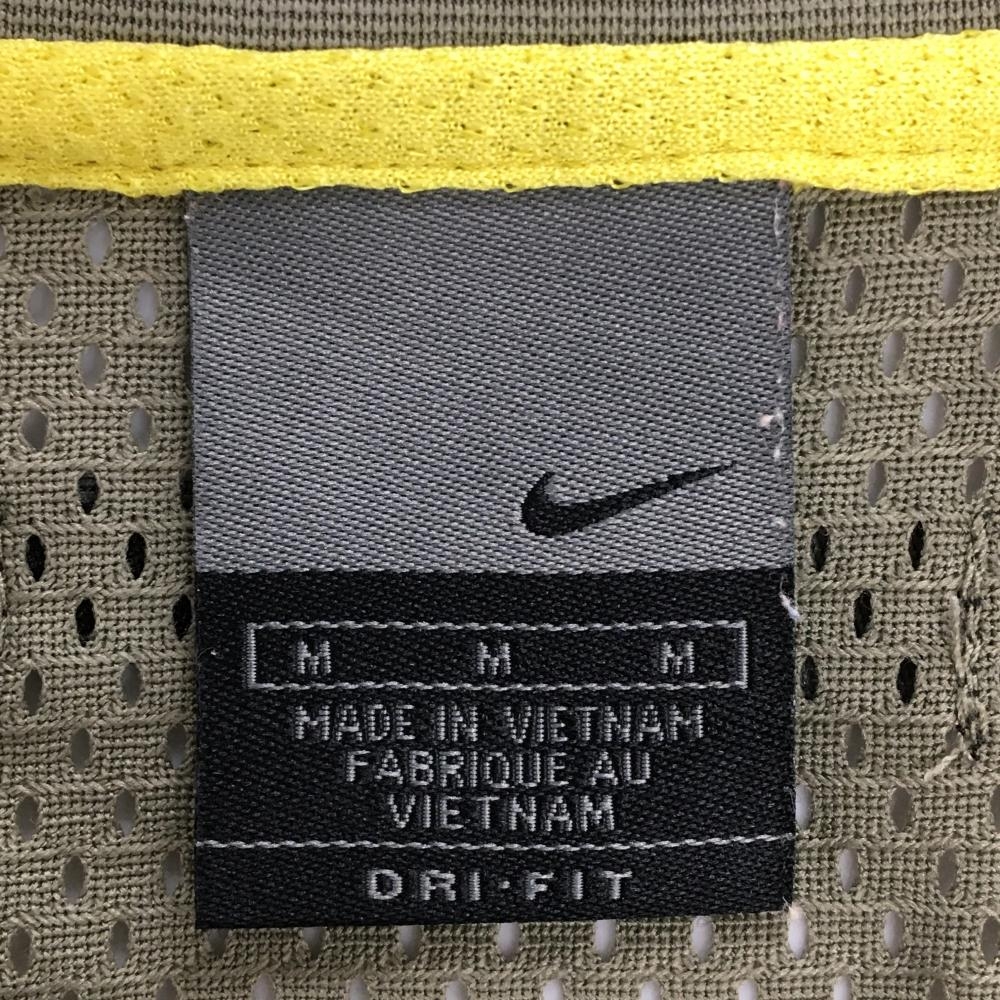 M M M
MADE IN VIETNAM
FABRIQUE AU
VIETNAM
DRI·FIT